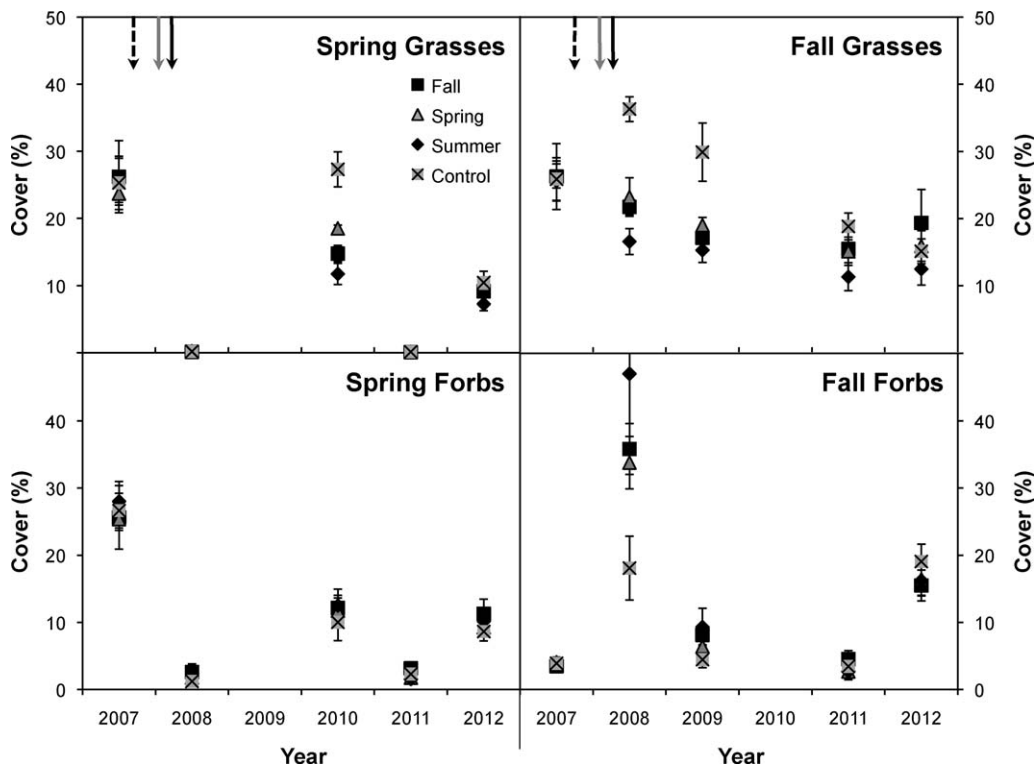 50
40
30
20
10
Cover (%)
Spring Grasses
Fall
Spring
Summer
Control
Fall Grasses
50
40
30
20
10
Cover (%)
40
30
20
10
0
Cover (%)
Spring Forbs
Fall Forbs
40
30
20
10
0
Cover (%)
2007 2008 2009 2010 2011 2012
Year
2007 2008 2009 2010 2011 2012
Year